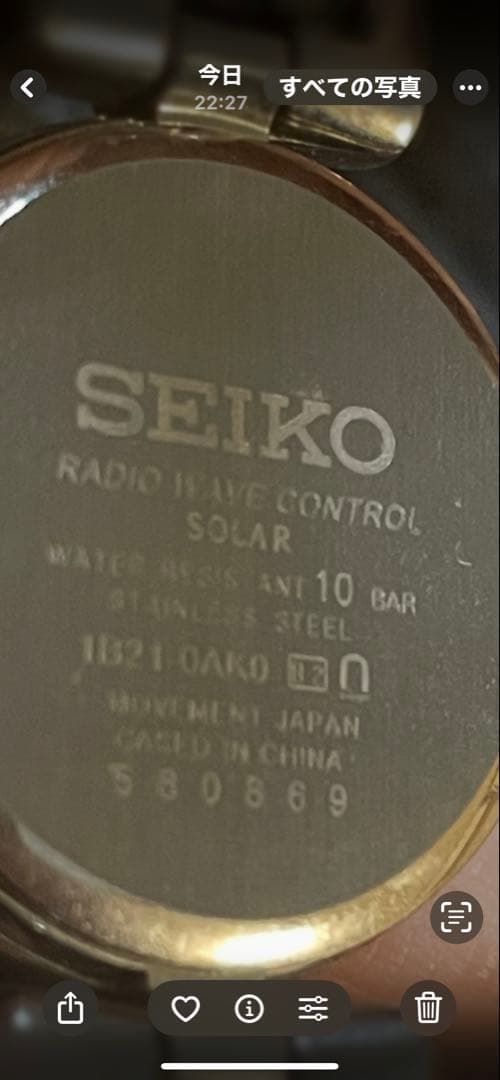 今日
22:27
すべての写真
SEIKO
RADIO WAVE CONTROL
SOLAR
WATER RESISTANT 10 BAR
STAINLESS STEEL
1B21-0AK0
MOVEMENT JAPAN
CASED IN CHINA
580869